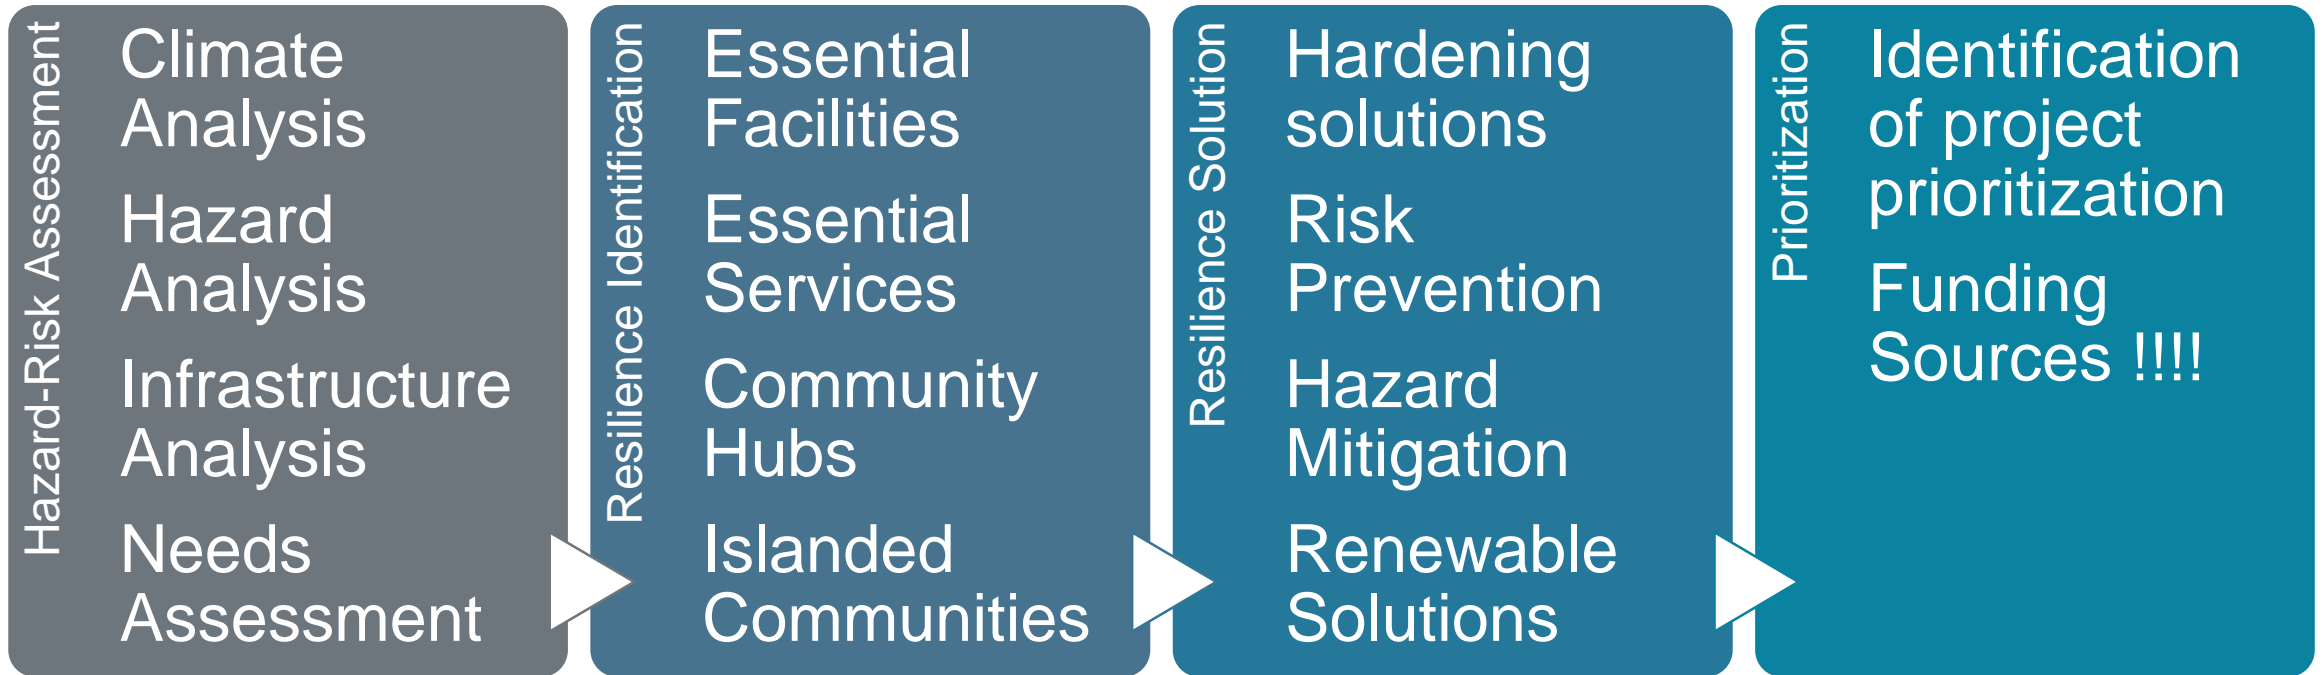 Hazard-Risk Assessment
Climate
Analysis
Hazard
Analysis
Infrastructure
Analysis
Needs
Assessment
Resilience Identification
Essential
Facilities
Essential
Services
Community
Hubs
Islanded
Communities
Resilience Solution
Hardening
solutions
Risk
Prevention
Hazard
Mitigation
Renewable
Solutions
Prioritization
Identification
of project
prioritization
Funding
Sources !!!!